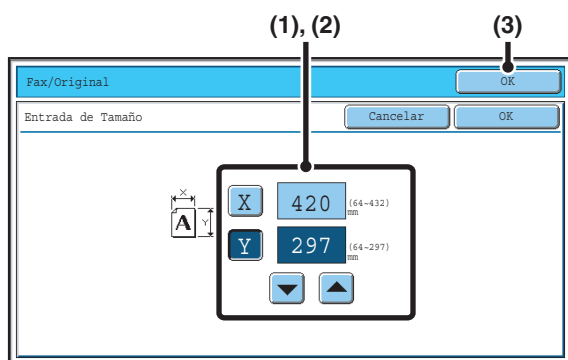 (1), (2) (3)
Fax/Original OK
Entrada de Tamaño Cancelar OK
X
X 420 (64~432)
mm
A Y
Y 297 (64~297)
mm